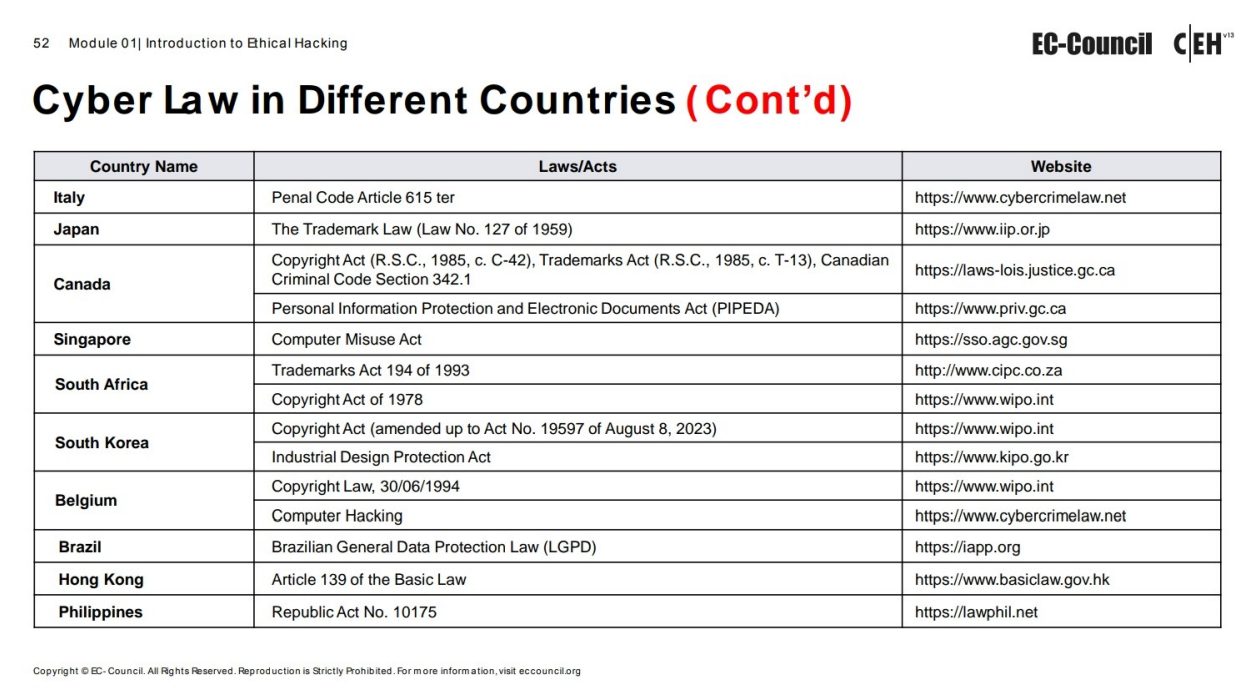 52 Module 01| Introduction to Ethical Hacking
EC-Council C|EH v13
Cyber Law in Different Countries (Cont’d)
Country Name Laws/Acts Website
Italy Penal Code Article 615 ter https://www.cybercrimelaw.net
Japan The Trademark Law (Law No. 127 of 1959) https://www.iip.or.jp
Canada Copyright Act (R.S.C., 1985, c. C-42), Trademarks Act (R.S.C., 1985, c. T-13), Canadian
Criminal Code Section 342.1 https://laws-lois.justice.gc.ca
Personal Information Protection and Electronic Documents Act (PIPEDA) https://www.priv.gc.ca
Singapore Computer Misuse Act https://sso.agc.gov.sg
South Africa Trademarks Act 194 of 1993 http://www.cipc.co.za
Copyright Act of 1978 https://www.wipo.int
South Korea Copyright Act (amended up to Act No. 19597 of August 8, 2023) https://www.wipo.int
Industrial Design Protection Act https://www.kipo.go.kr
Belgium Copyright Law, 30/06/1994 https://www.wipo.int
Computer Hacking https://www.cybercrimelaw.net
Brazil Brazilian General Data Protection Law (LGPD) https://iapp.org
Hong Kong Article 139 of the Basic Law https://www.basiclaw.gov.hk
Philippines Republic Act No. 10175 https://lawphil.net
Copyright © EC-Council. All Rights Reserved. Reproduction is Strictly Prohibited. For more information, visit eccouncil.org